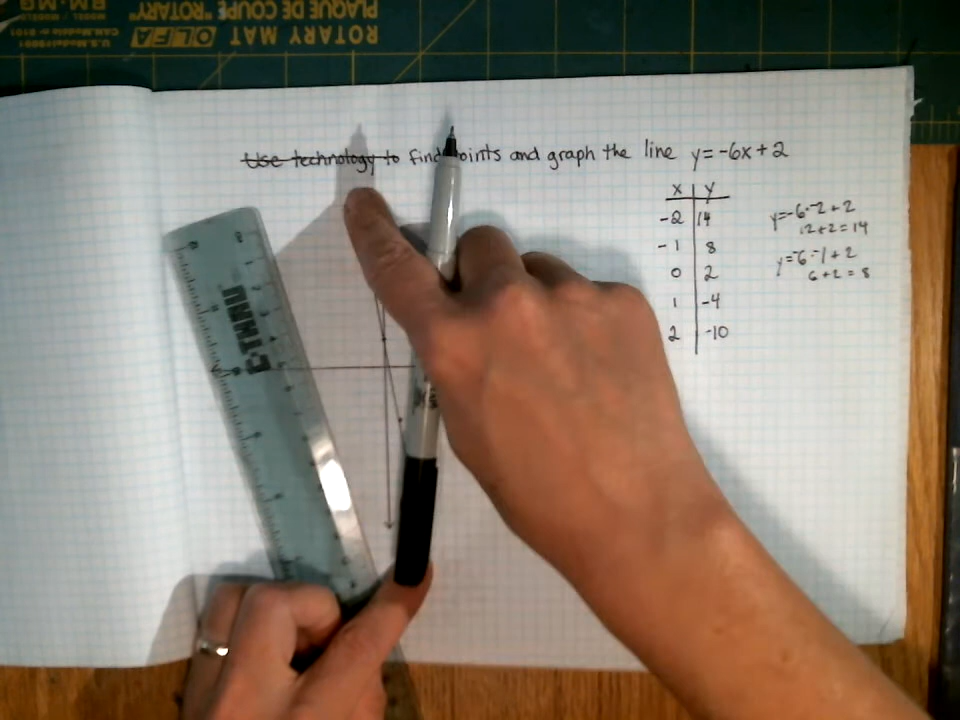 ROTARY MAT OLFA PLAQUE DE COUPE "ROTARY"
Use technology to find points and graph the line y=-6x+2
x y
-2 14
-1 8
0 2
1 -4
2 -10
y=-6·-2+2
12+2=14
y=-6·-1+2
6+2=8
E-THNU